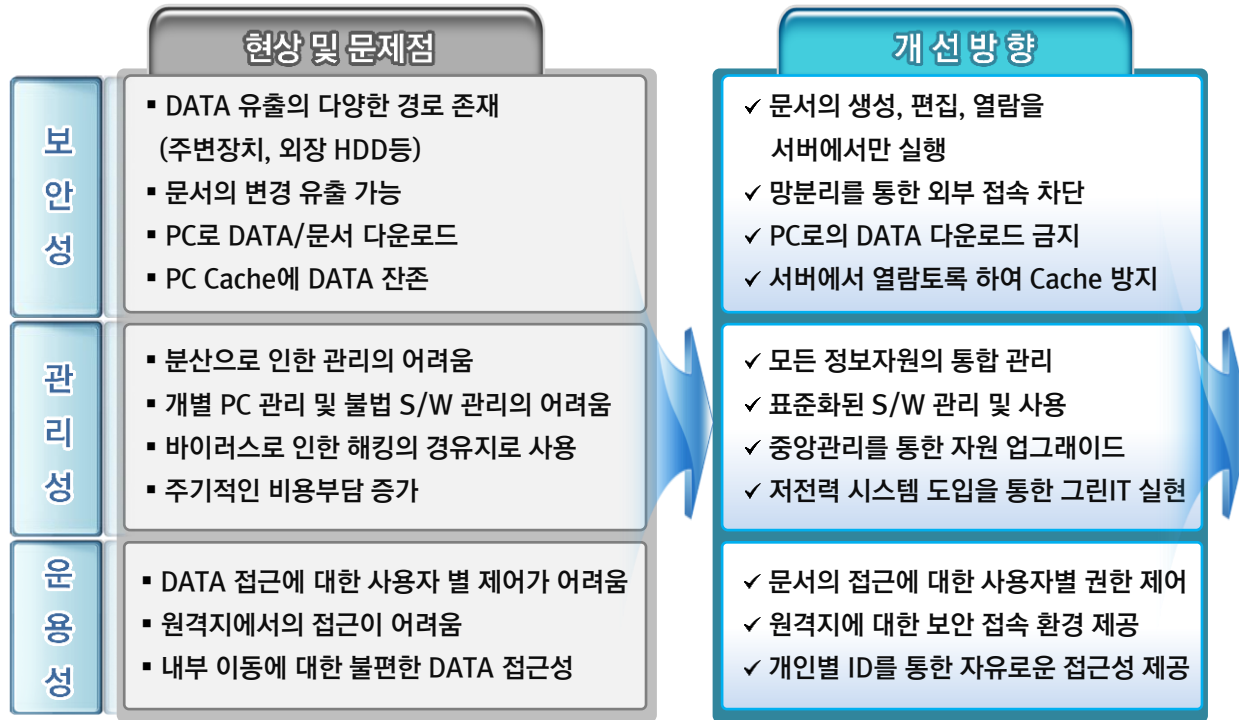 현상 및 문제점
개 선 방 향
보안성
▪ DATA 유출의 다양한 경로 존재
(주변장치, 외장 HDD등)
▪ 문서의 변경 유출 가능
▪ PC로 DATA/문서 다운로드
▪ PC Cache에 DATA 잔존
✓ 문서의 생성, 편집, 열람을
서버에서만 실행
✓ 망분리를 통한 외부 접속 차단
✓ PC로의 DATA 다운로드 금지
✓ 서버에서 열람토록 하여 Cache 방지
관리성
▪ 분산으로 인한 관리의 어려움
▪ 개별 PC 관리 및 불법 S/W 관리의 어려움
▪ 바이러스로 인한 해킹의 경유지로 사용
▪ 주기적인 비용부담 증가
✓ 모든 정보자원의 통합 관리
✓ 표준화된 S/W 관리 및 사용
✓ 중앙관리를 통한 자원 업그래이드
✓ 저전력 시스템 도입을 통한 그린IT 실현
운용성
▪ DATA 접근에 대한 사용자 별 제어가 어려움
▪ 원격지에서의 접근이 어려움
▪ 내부 이동에 대한 불편한 DATA 접근성
✓ 문서의 접근에 대한 사용자별 권한 제어
✓ 원격지에 대한 보안 접속 환경 제공
✓ 개인별 ID를 통한 자유로운 접근성 제공